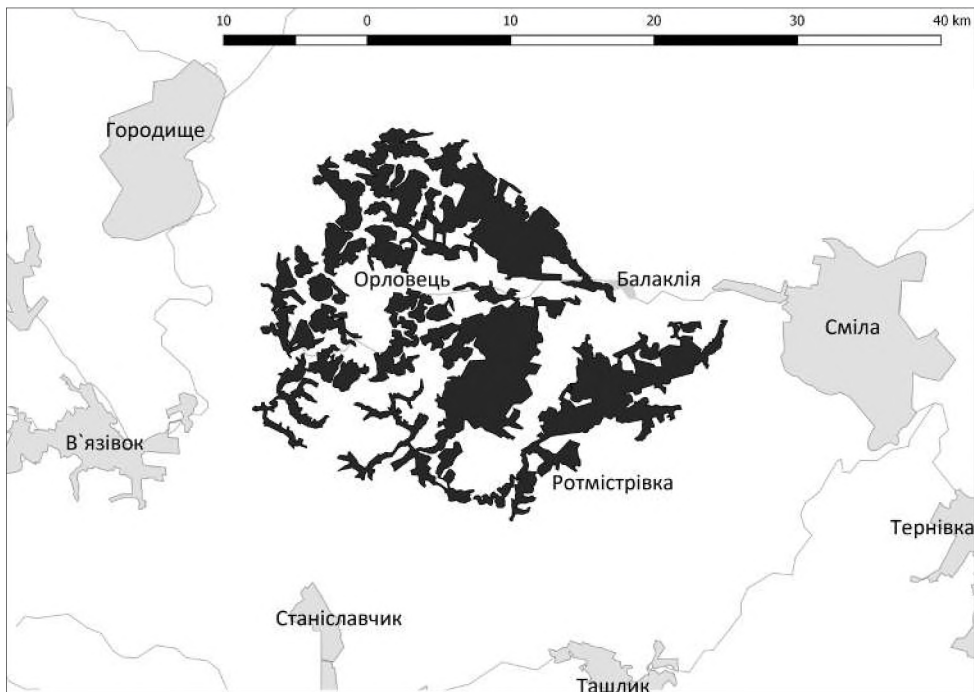 10 0 10 20 30 40 km
Городище
Орловець
Балаклія
Сміла
В`язівок
Ротмістрівка
Тернівка
Станіславчик
Ташлик